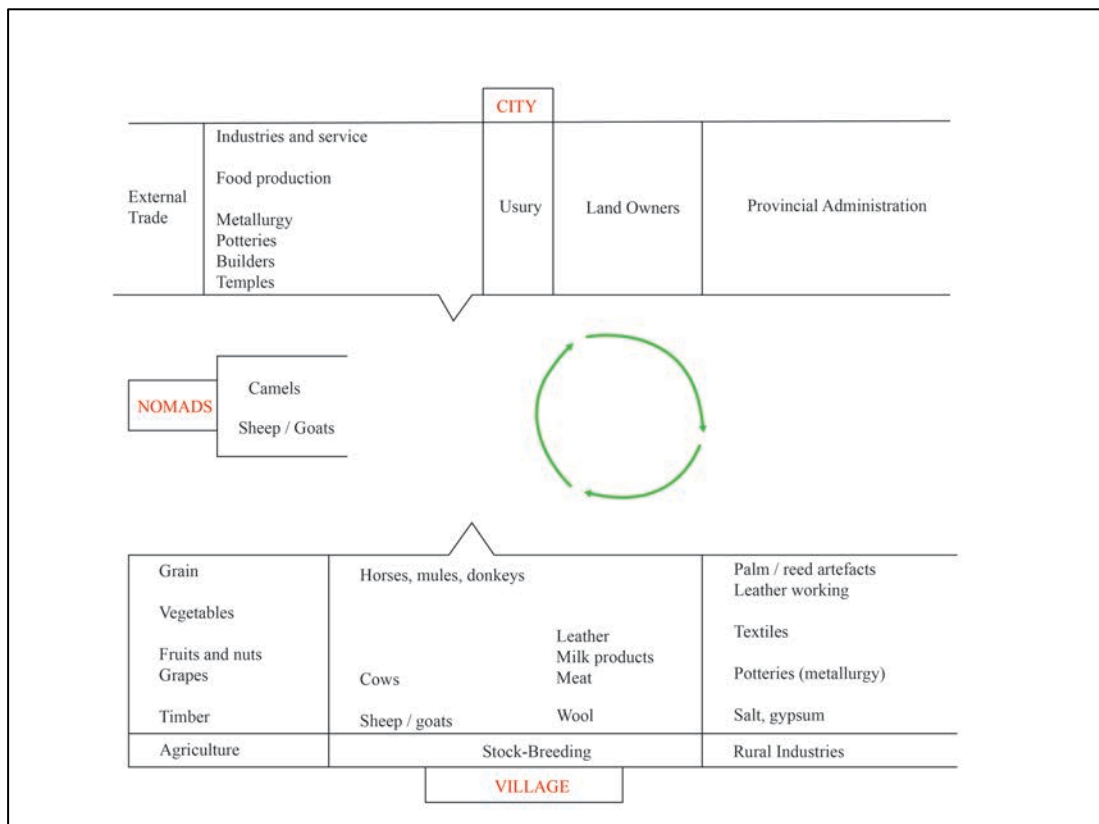 CITY
External
Trade
Industries and service
Food production
Metallurgy
Potteries
Builders
Temples
Usury
Land Owners
Provincial Administration
NOMADS
Camels
Sheep / Goats
Grain
Vegetables
Fruits and nuts
Grapes
Timber
Agriculture
Horses, mules, donkeys
Cows
Sheep / goats
Leather
Milk products
Meat
Wool
Stock-Breeding
Palm / reed artefacts
Leather working
Textiles
Potteries (metallurgy)
Salt, gypsum
Rural Industries
VILLAGE